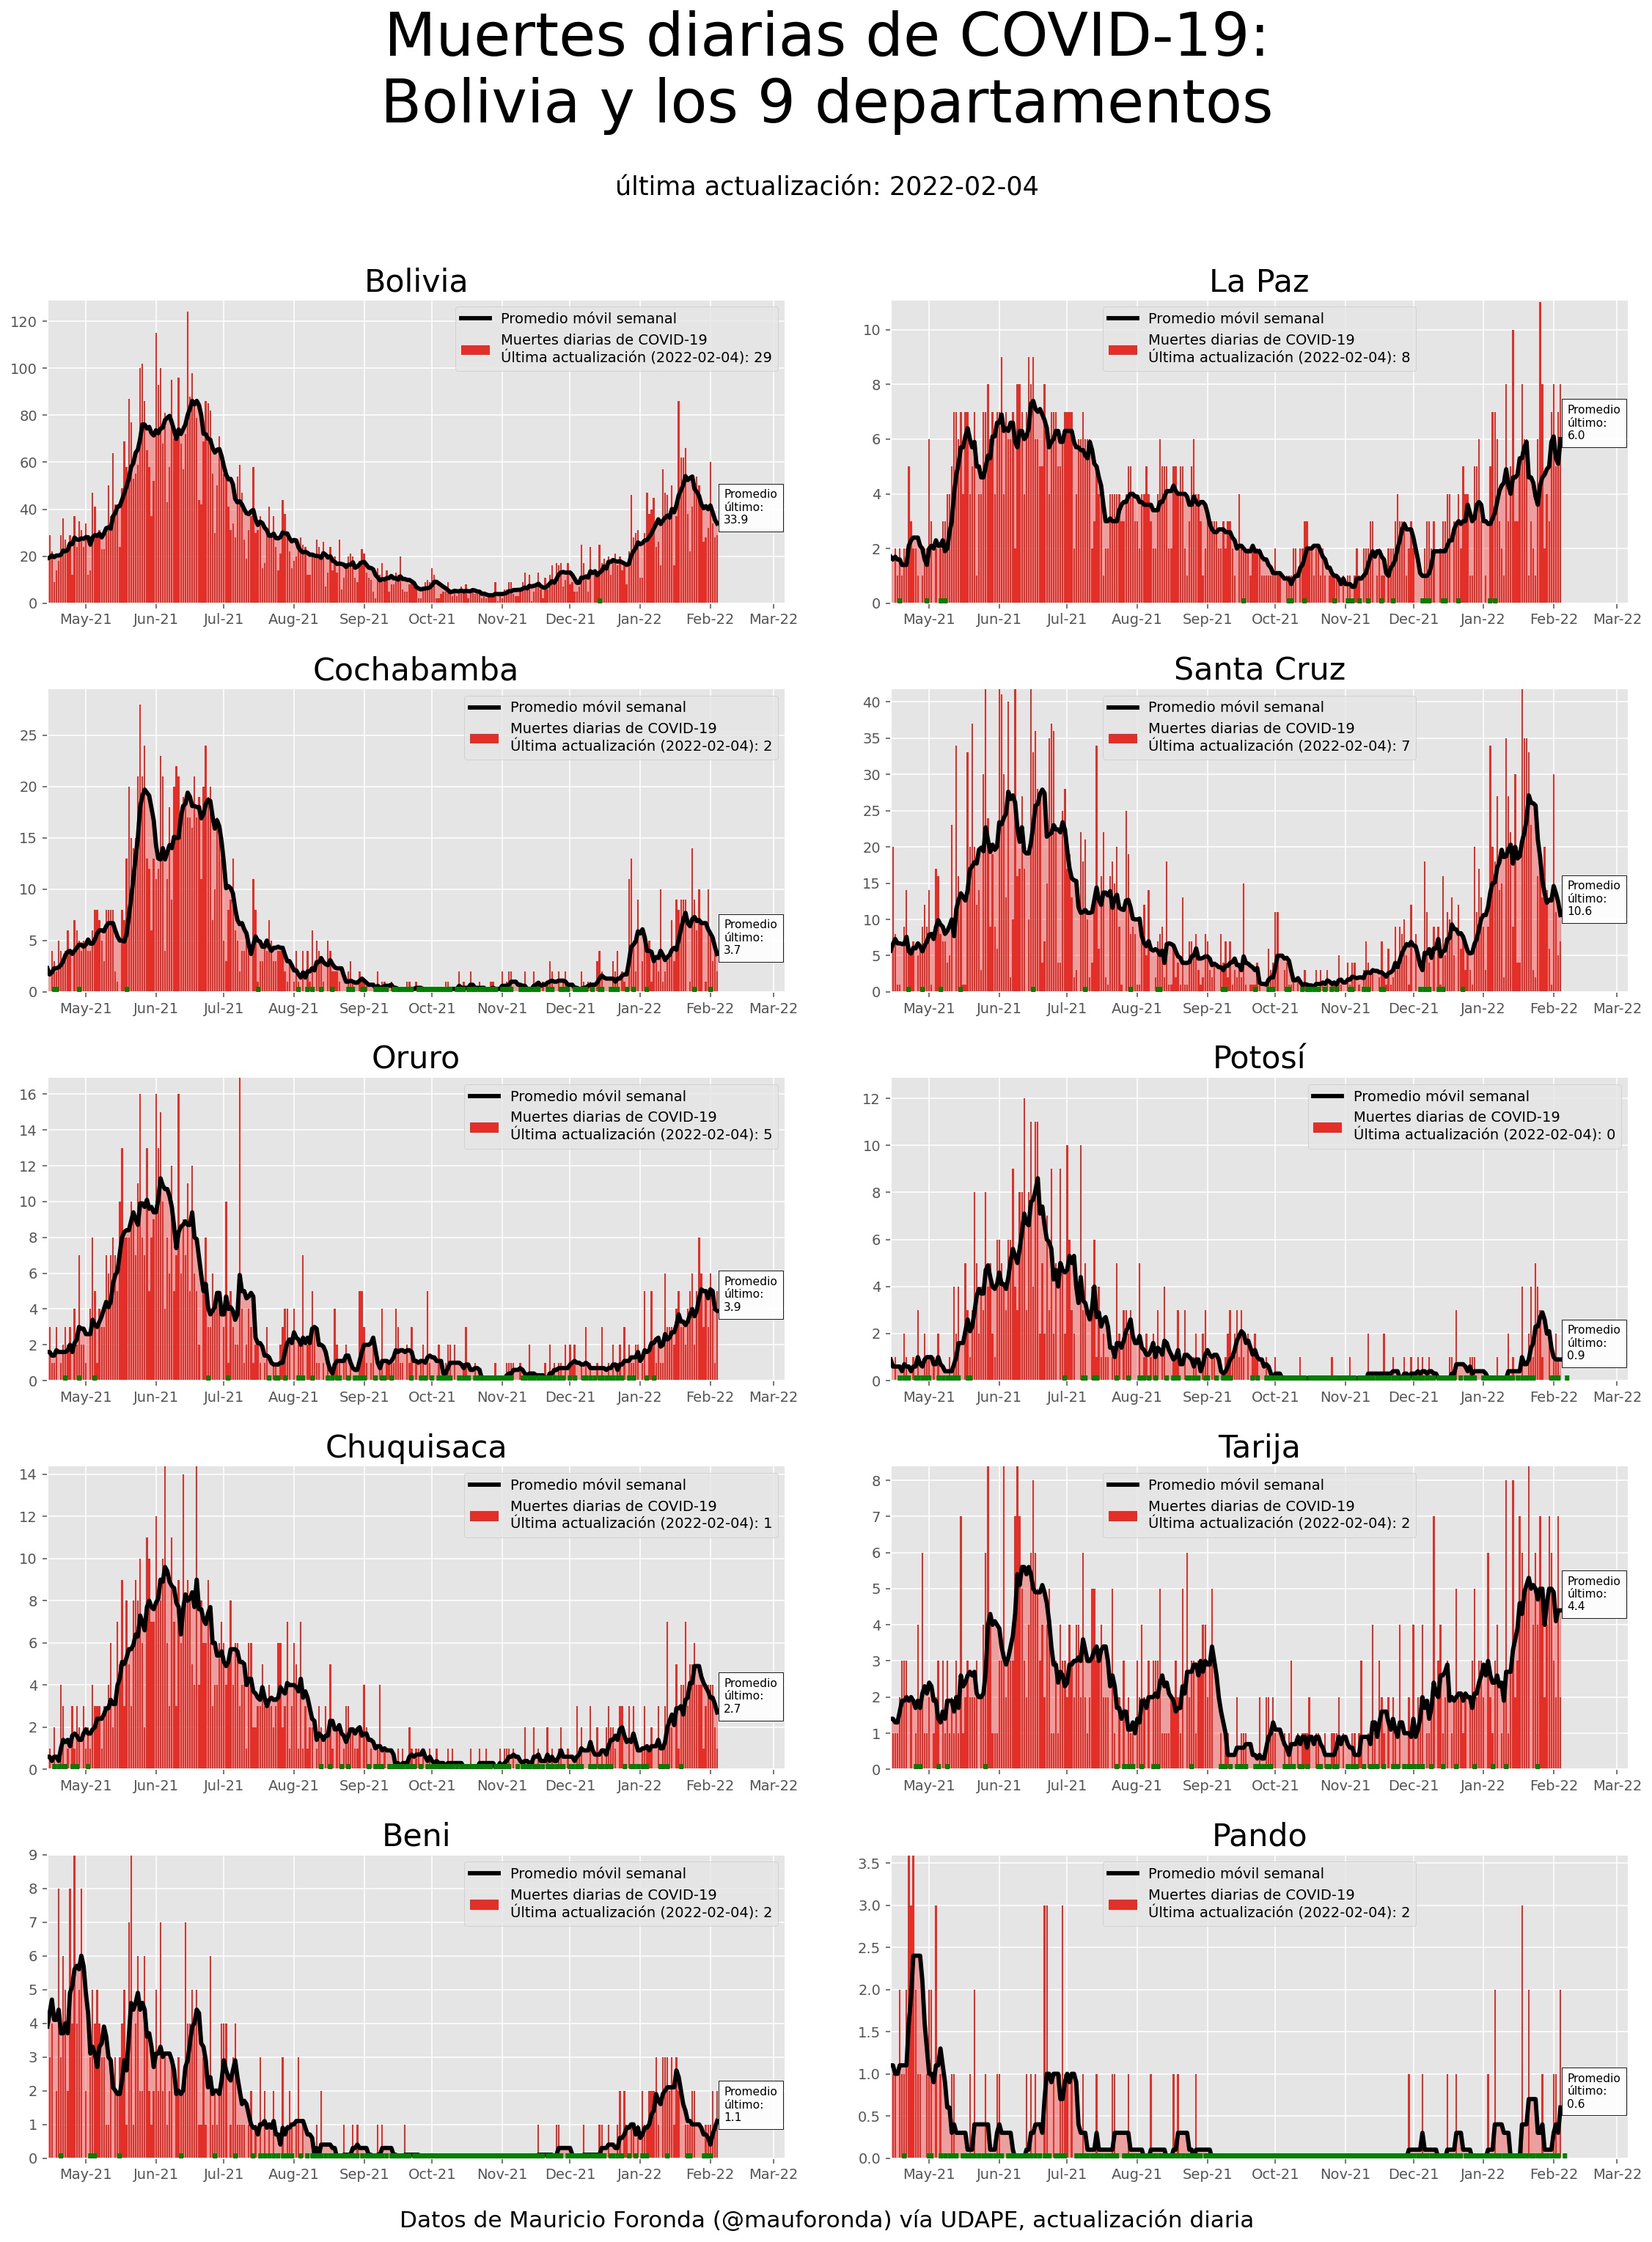 Muertes diarias de COVID-19:
Bolivia y los 9 departamentos
última actualización: 2022-02-04
Bolivia
120
100
80
60
40
20
0
Promedio móvil semanal
Muertes diarias de COVID-19
Última actualización (2022-02-04): 29
Promedio
último:
33.9
May-21 Jun-21 Jul-21 Aug-21 Sep-21 Oct-21 Nov-21 Dec-21 Jan-22 Feb-22 Mar-22
La Paz
10
8
6
4
2
0
Promedio móvil semanal
Muertes diarias de COVID-19
Última actualización (2022-02-04): 8
Promedio
último:
6.0
May-21 Jun-21 Jul-21 Aug-21 Sep-21 Oct-21 Nov-21 Dec-21 Jan-22 Feb-22 Mar-22
Cochabamba
25
20
15
10
5
0
Promedio móvil semanal
Muertes diarias de COVID-19
Última actualización (2022-02-04): 2
Promedio
último:
3.7
May-21 Jun-21 Jul-21 Aug-21 Sep-21 Oct-21 Nov-21 Dec-21 Jan-22 Feb-22 Mar-22
Santa Cruz
40
35
30
25
20
15
10
5
0
Promedio móvil semanal
Muertes diarias de COVID-19
Última actualización (2022-02-04): 7
Promedio
último:
10.6
May-21 Jun-21 Jul-21 Aug-21 Sep-21 Oct-21 Nov-21 Dec-21 Jan-22 Feb-22 Mar-22
Oruro
16
14
12
10
8
6
4
2
0
Promedio móvil semanal
Muertes diarias de COVID-19
Última actualización (2022-02-04): 5
Promedio
último:
3.9
May-21 Jun-21 Jul-21 Aug-21 Sep-21 Oct-21 Nov-21 Dec-21 Jan-22 Feb-22 Mar-22
Potosí
12
10
8
6
4
2
0
Promedio móvil semanal
Muertes diarias de COVID-19
Última actualización (2022-02-04): 0
Promedio
último:
0.9
May-21 Jun-21 Jul-21 Aug-21 Sep-21 Oct-21 Nov-21 Dec-21 Jan-22 Feb-22 Mar-22
Chuquisaca
14
12
10
8
6
4
2
0
Promedio móvil semanal
Muertes diarias de COVID-19
Última actualización (2022-02-04): 1
Promedio
último:
2.7
May-21 Jun-21 Jul-21 Aug-21 Sep-21 Oct-21 Nov-21 Dec-21 Jan-22 Feb-22 Mar-22
Tarija
8
7
6
5
4
3
2
1
0
Promedio móvil semanal
Muertes diarias de COVID-19
Última actualización (2022-02-04): 2
Promedio
último:
4.4
May-21 Jun-21 Jul-21 Aug-21 Sep-21 Oct-21 Nov-21 Dec-21 Jan-22 Feb-22 Mar-22
Beni
9
8
7
6
5
4
3
2
1
0
Promedio móvil semanal
Muertes diarias de COVID-19
Última actualización (2022-02-04): 2
Promedio
último:
1.1
May-21 Jun-21 Jul-21 Aug-21 Sep-21 Oct-21 Nov-21 Dec-21 Jan-22 Feb-22 Mar-22
Pando
3.5
3.0
2.5
2.0
1.5
1.0
0.5
0.0
Promedio móvil semanal
Muertes diarias de COVID-19
Última actualización (2022-02-04): 2
Promedio
último:
0.6
May-21 Jun-21 Jul-21 Aug-21 Sep-21 Oct-21 Nov-21 Dec-21 Jan-22 Feb-22 Mar-22
Datos de Mauricio Foronda (@mauforonda) vía UDAPE, actualización diaria